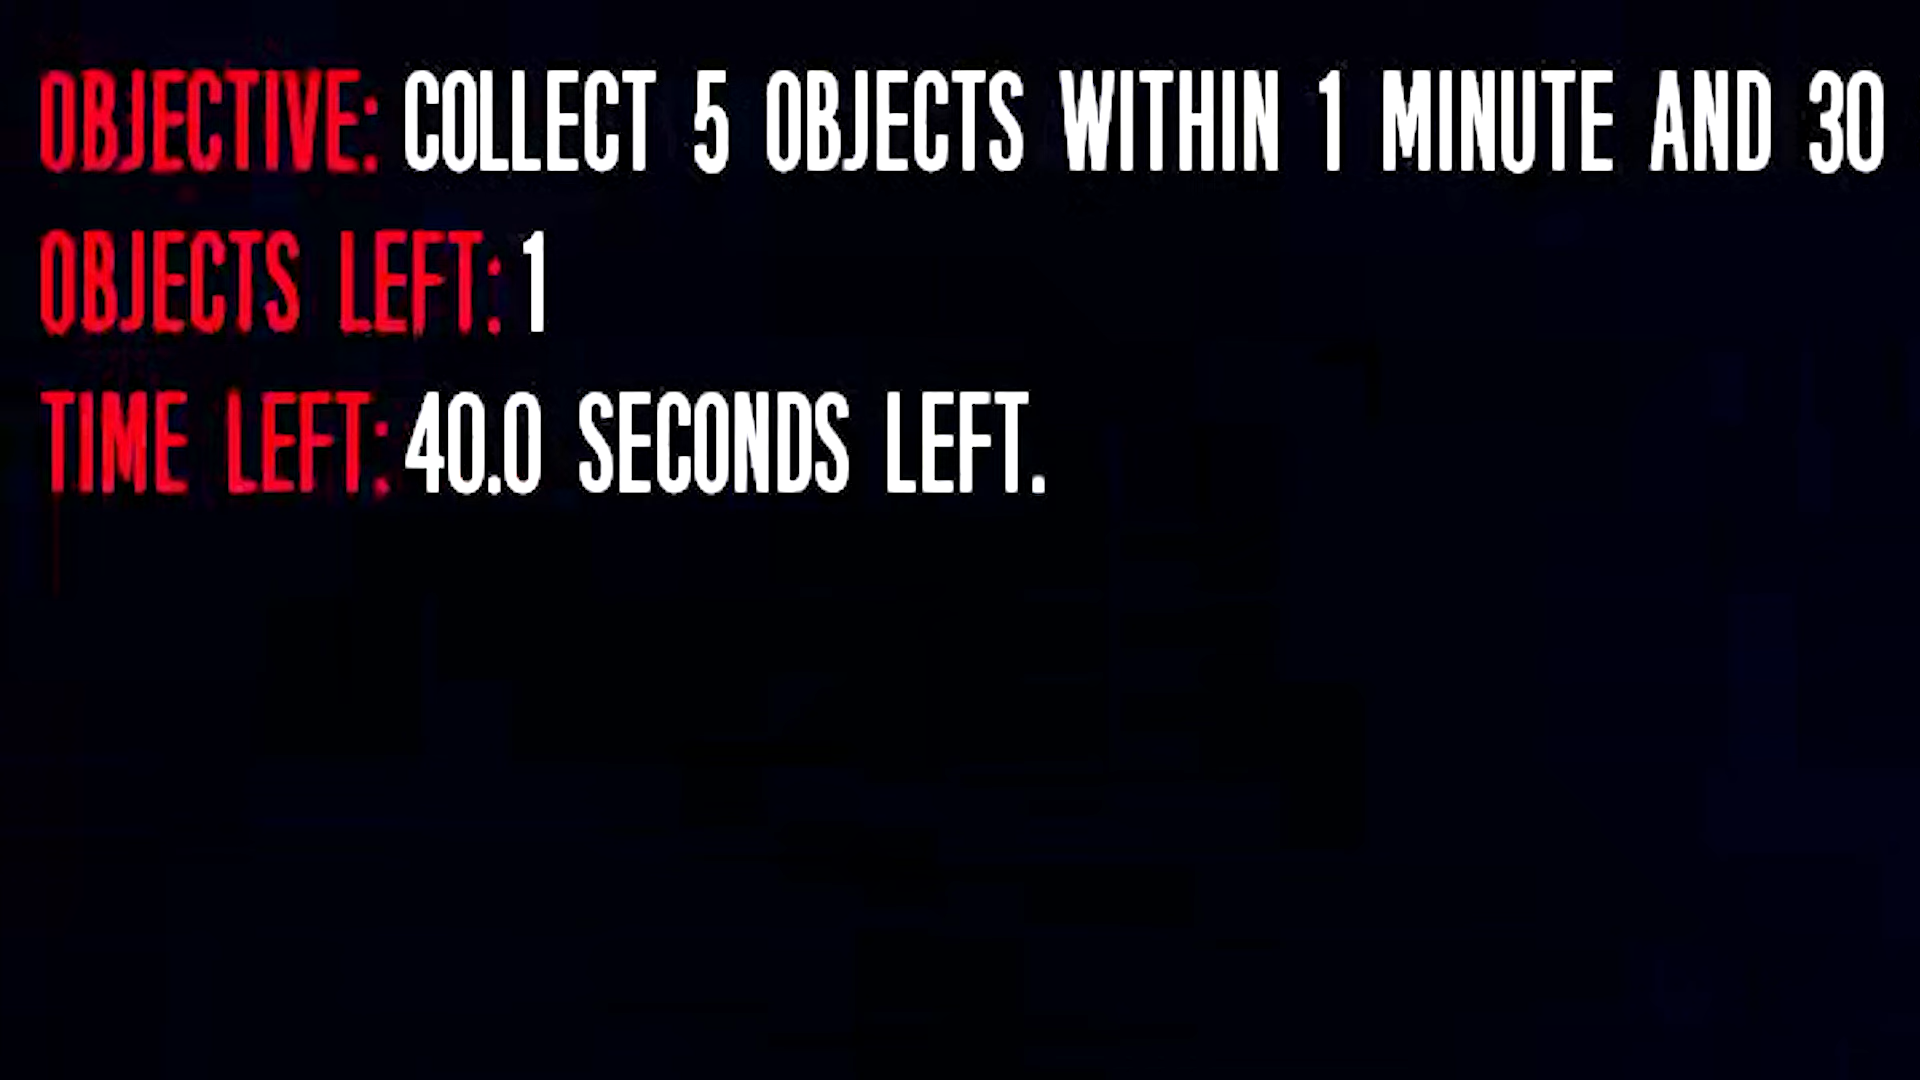 OBJECTIVE: COLLECT 5 OBJECTS WITHIN 1 MINUTE AND 30
OBJECTS LEFT: 1
TIME LEFT: 40.0 SECONDS LEFT.